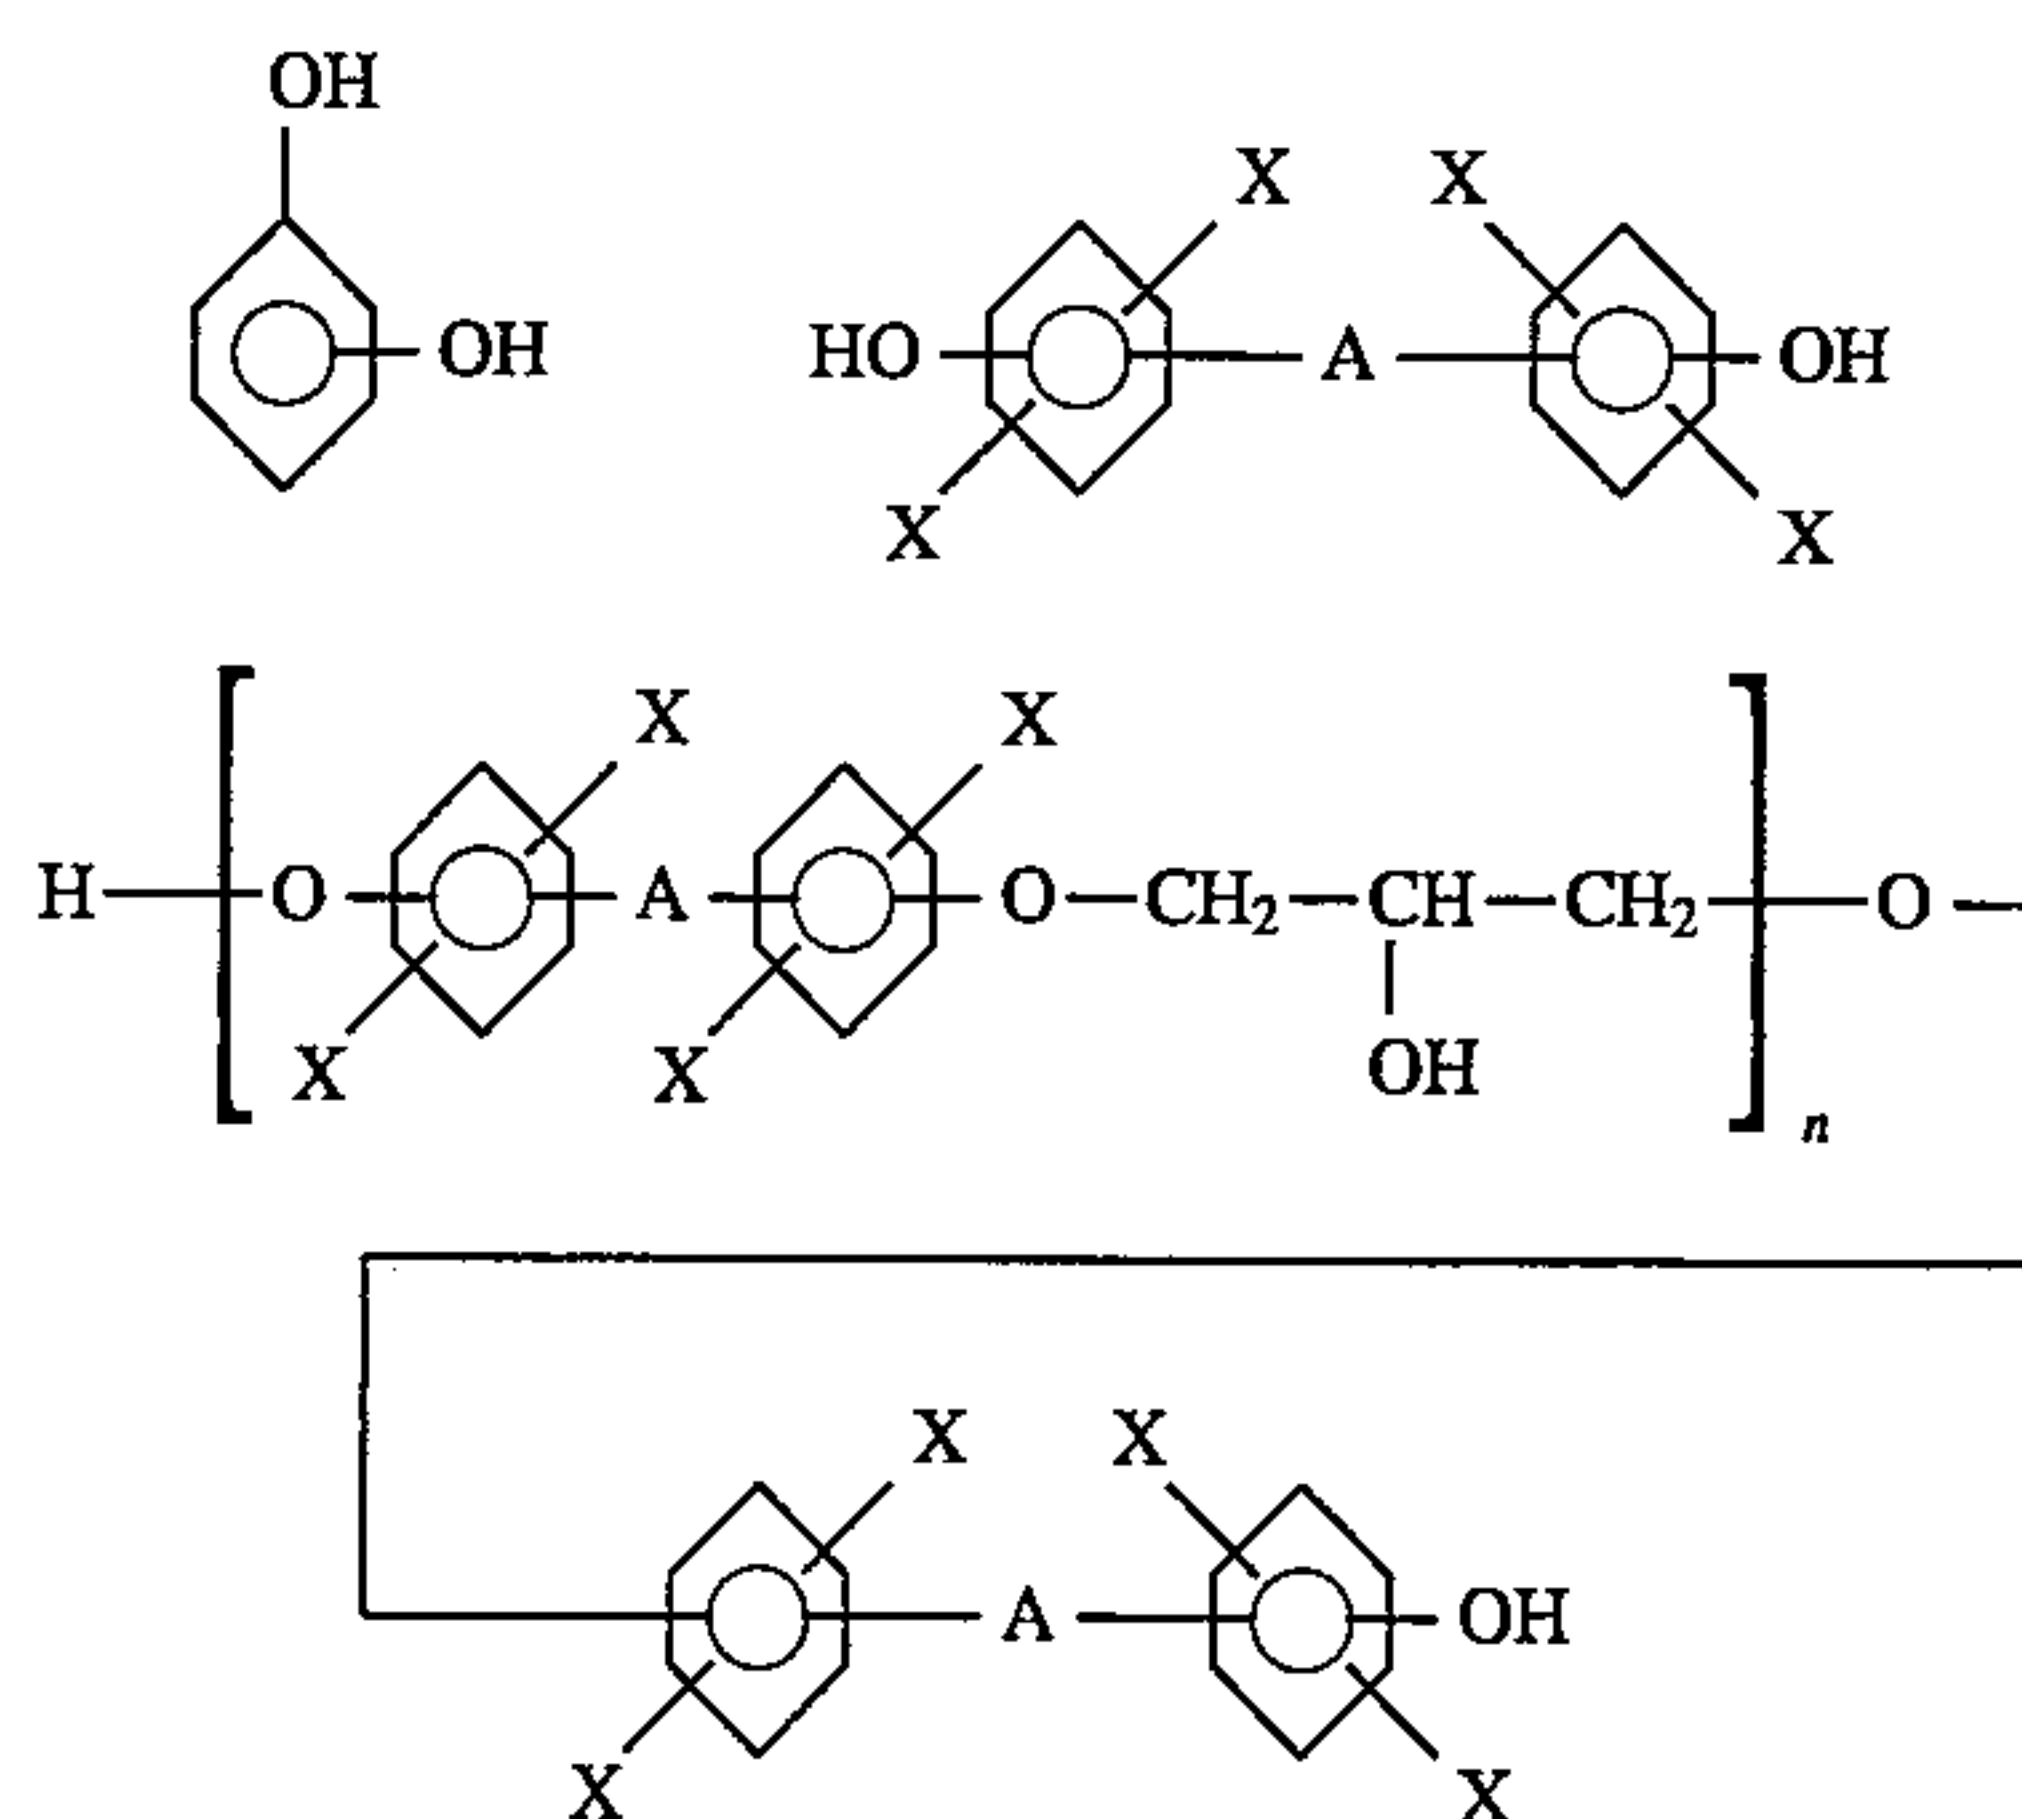 OH
OH
X X
HO A OH
X X
X X
H O A O CH2 CH CH2 O
X X OH
n
X X
A OH
X X